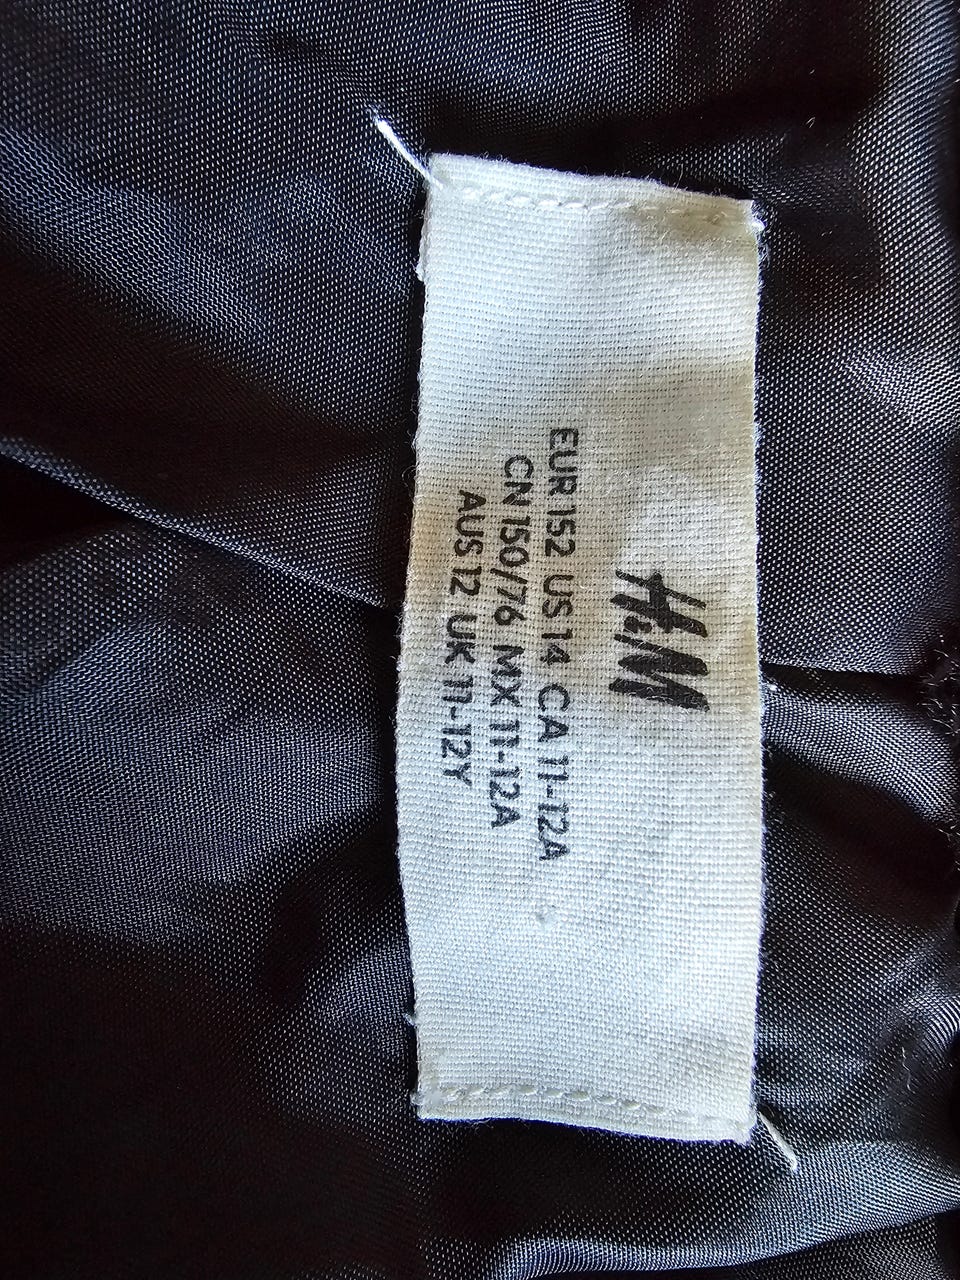 H&M
EUR 152 US 14 CA 11-12A
CN 150/76 MX 11-12A
AUS 12 UK 11-12Y